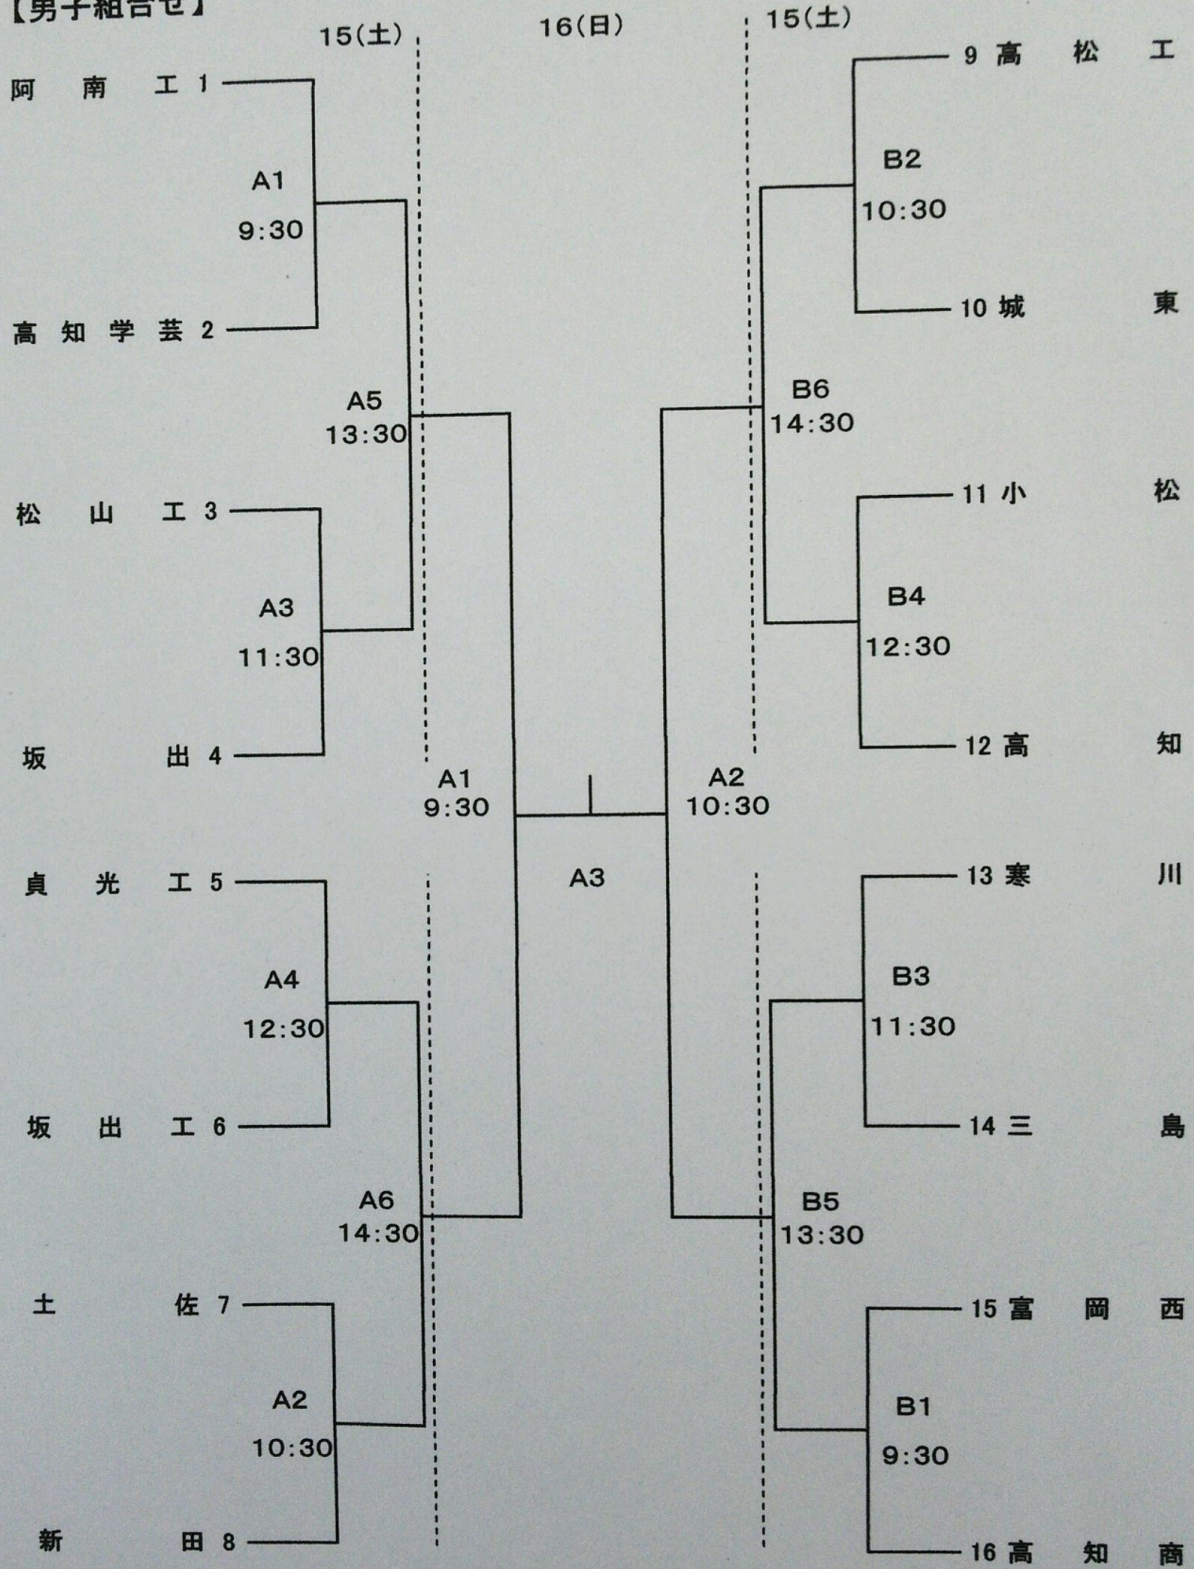 【男子組合せ】
15(土)
16(日)
15(土)
阿南工 1
A1
9:30
高知学芸 2
A5
13:30
松山工 3
A3
11:30
坂出 4
A1
9:30
貞光工 5
A4
12:30
坂出工 6
A6
14:30
土佐 7
A2
10:30
新田 8
A3
9 高松工
B2
10:30
10 城東
B6
14:30
11 小松
B4
12:30
12 高知
A2
10:30
13 寒川
B3
11:30
14 三島
B5
13:30
15 富岡西
B1
9:30
16 高知商